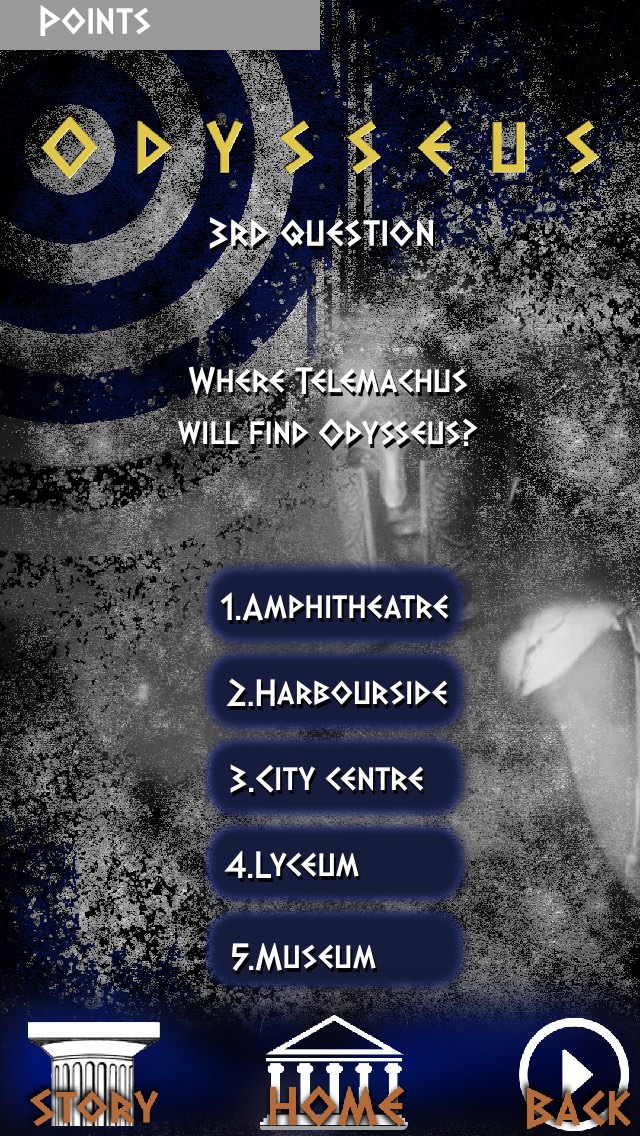 Points
Odysseus
3rd question
Where Telemachus
will find Odysseus?
1.Amphitheatre
2.Harbourside
3.City centre
4.Lyceum
5.Museum
Story Home Back